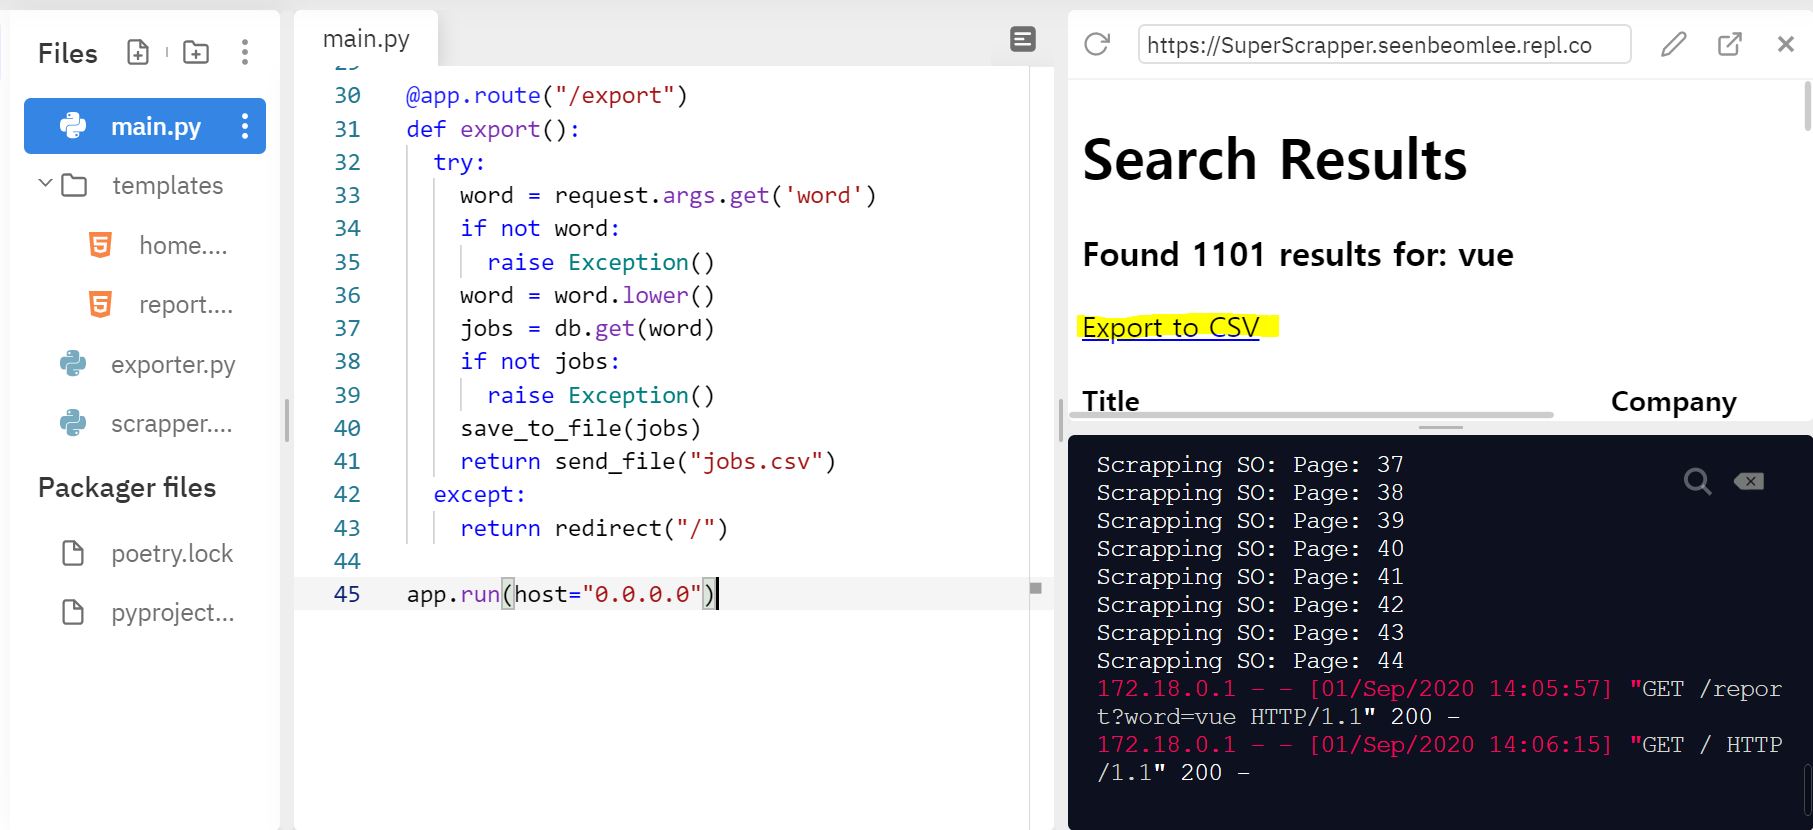 Files
main.py
templates
home....
report....
exporter.py
scrapper....
Packager files
poetry.lock
pyproject...
main.py
29
30 @app.route("/export")
31 def export():
32 try:
33 word = request.args.get('word')
34 if not word:
35 raise Exception()
36 word = word.lower()
37 jobs = db.get(word)
38 if not jobs:
39 raise Exception()
40 save_to_file(jobs)
41 return send_file("jobs.csv")
42 except:
43 return redirect("/")
44
45 app.run(host="0.0.0.0")
https://SuperScrapper.seenbeomlee.repl.co
Search Results
Found 1101 results for: vue
Export to CSV
Title Company
Scrapping SO: Page: 37
Scrapping SO: Page: 38
Scrapping SO: Page: 39
Scrapping SO: Page: 40
Scrapping SO: Page: 41
Scrapping SO: Page: 42
Scrapping SO: Page: 43
Scrapping SO: Page: 44
172.18.0.1 - - [01/Sep/2020 14:05:57] "GET /repor
t?word=vue HTTP/1.1" 200 -
172.18.0.1 - - [01/Sep/2020 14:06:15] "GET / HTTP
/1.1" 200 -